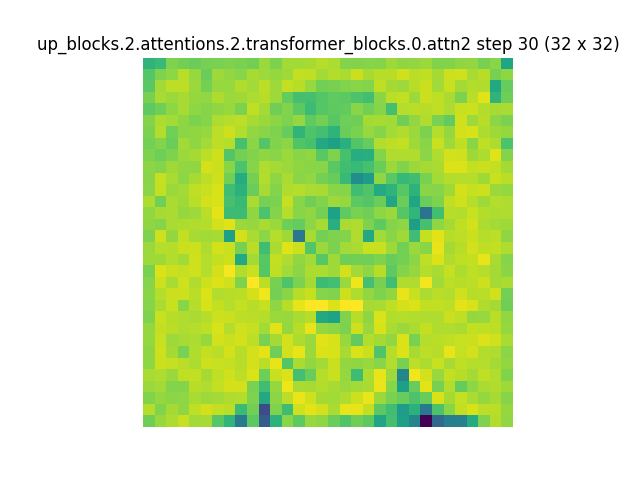 up_blocks.2.attentions.2.transformer_blocks.0.attn2 step 30 (32 x 32)